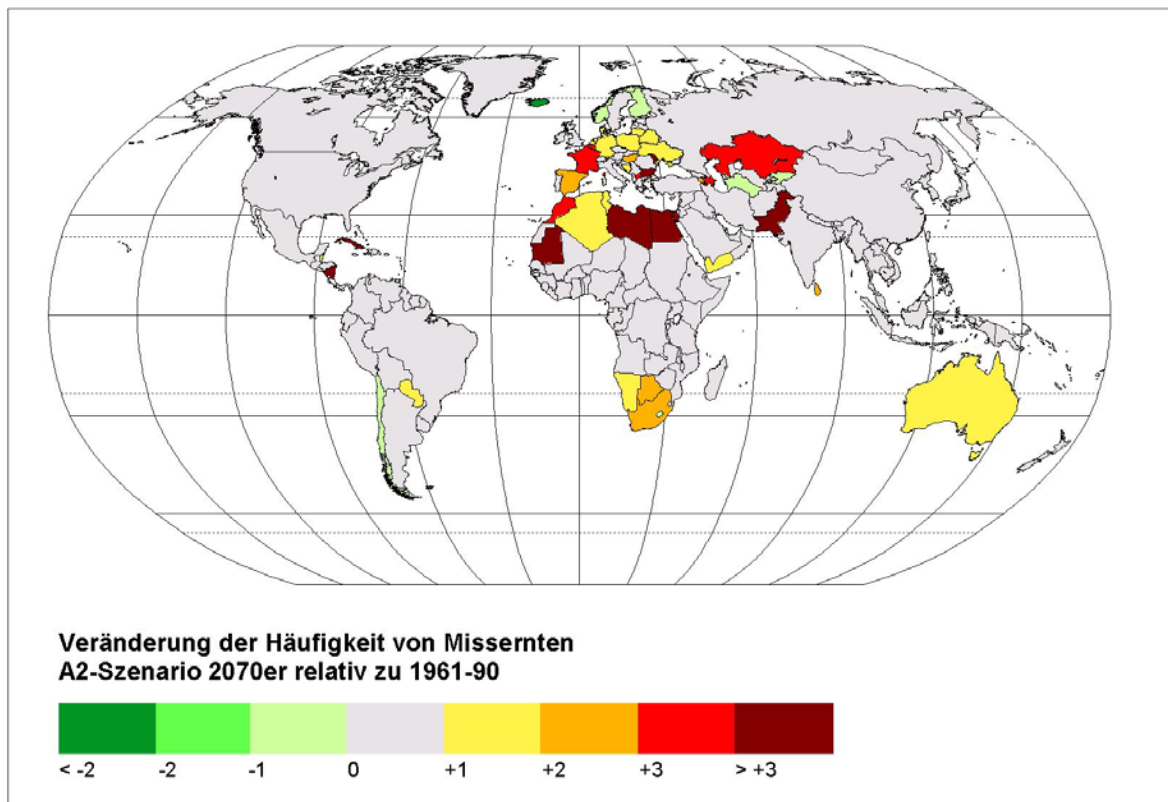 Veränderung der Häufigkeit von Missernten
A2-Szenario 2070er relativ zu 1961-90
< -2 -2 -1 0 +1 +2 +3 > +3